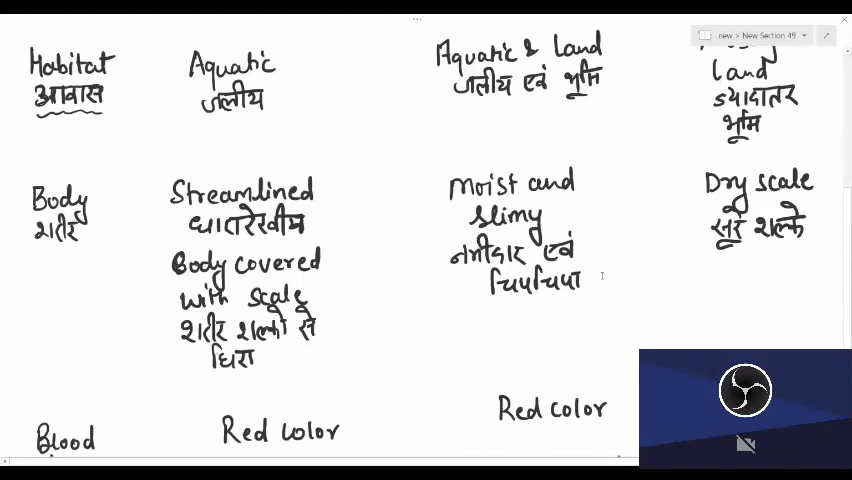 new > New Section 49
Habitat
आवास
Aquatic
जलीय
Aquatic & Land
जलीय एवं भूमि
land
ज्यादातर
भूमि
Body
शरीर
Streamlined
धारारेखीय
Body covered
with scale
शरीर शल्को से
घिरा
Moist and
slimy
नमीदार एवं
चिपचिपा
Dry scale
शल्के
Blood
Red color
Red color